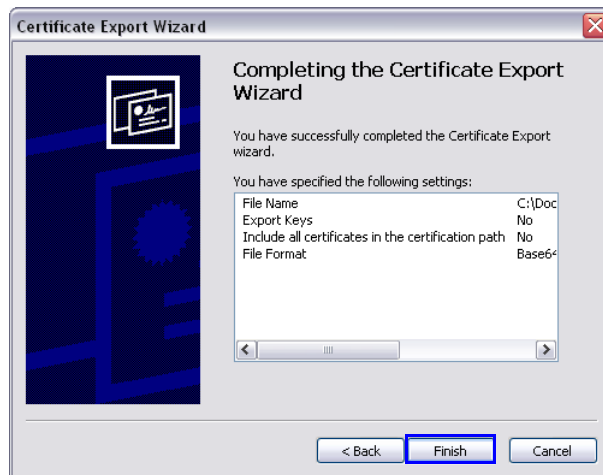 Certificate Export Wizard
Completing the Certificate Export
Wizard
You have successfully completed the Certificate Export
wizard.
You have specified the following settings:
File Name C:\Doc
Export Keys No
Include all certificates in the certification path No
File Format Base64
< Back Finish Cancel